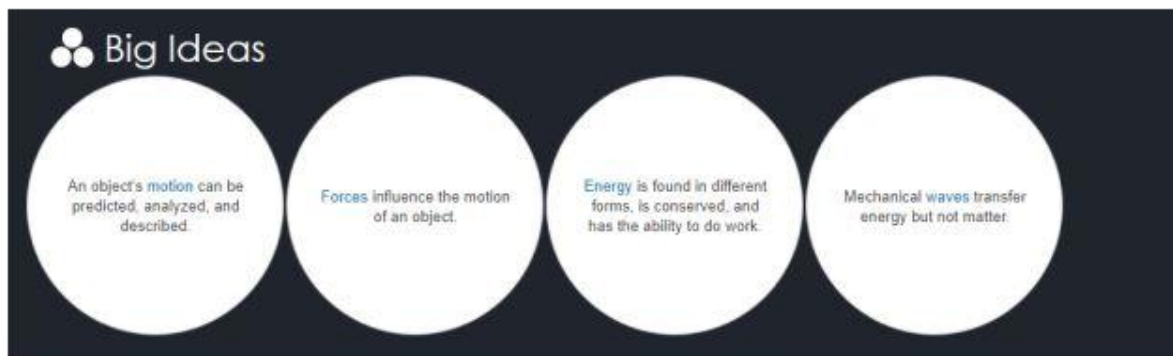 Big Ideas
An object's motion can be
predicted, analyzed, and
described.
Forces influence the motion
of an object.
Energy is found in different
forms, is conserved, and
has the ability to do work.
Mechanical waves transfer
energy but not matter.